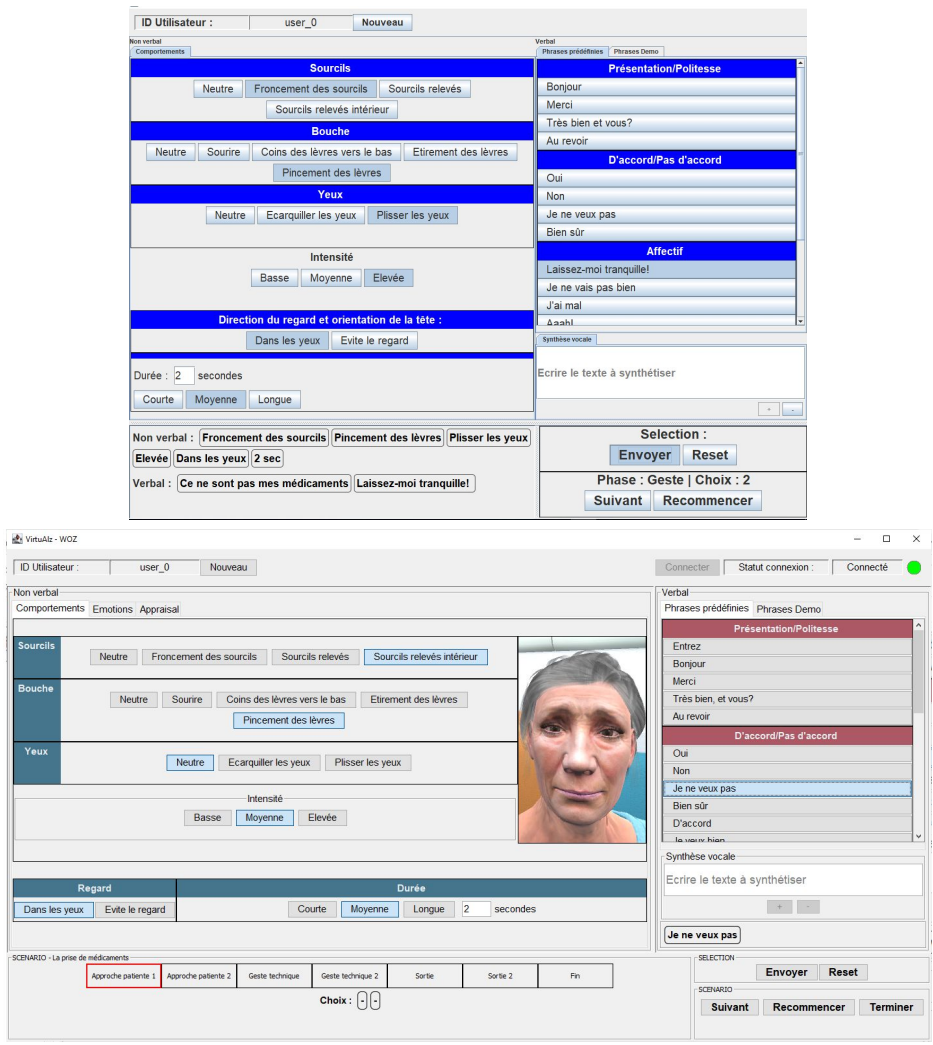 ID Utilisateur : user_0 Nouveau
Non verbal
Comportements
Sourcils
Neutre Froncement des sourcils Sourcils relevés
Sourcils relevés intérieur
Bouche
Neutre Sourire Coins des lèvres vers le bas Etirement des lèvres
Pincement des lèvres
Yeux
Neutre Ecarquiller les yeux Plisser les yeux
Intensité
Basse Moyenne Elevée
Direction du regard et orientation de la tête :
Dans les yeux Evite le regard
Durée : 2 secondes
Courte Moyenne Longue
Verbal
Phrases prédéfinies Phrases Demo
Présentation/Politesse
Bonjour
Merci
Très bien et vous?
Au revoir
D'accord/Pas d'accord
Oui
Non
Je ne veux pas
Bien sûr
Affectif
Laissez-moi tranquille!
Je ne vais pas bien
J'ai mal
Aaah!
Synthèse vocale
Ecrire le texte à synthétiser
+ -
Non verbal : Froncement des sourcils Pincement des lèvres Plisser les yeux
Elevée Dans les yeux 2 sec
Verbal : Ce ne sont pas mes médicaments Laissez-moi tranquille!
Selection :
Envoyer Reset
Phase : Geste | Choix : 2
Suivant Recommencer
VirtuAlz - WOZ
ID Utilisateur : user_0 Nouveau
Connecter Statut connexion : Connecté
Non verbal
Comportements Emotions Appraisal
Sourcils
Neutre Froncement des sourcils Sourcils relevés Sourcils relevés intérieur
Bouche
Neutre Sourire Coins des lèvres vers le bas Etirement des lèvres
Pincement des lèvres
Yeux
Neutre Ecarquiller les yeux Plisser les yeux
Intensité
Basse Moyenne Elevée
Regard Durée
Dans les yeux Evite le regard Courte Moyenne Longue 2 secondes
Verbal
Phrases prédéfinies Phrases Demo
Présentation/Politesse
Entrez
Bonjour
Merci
Très bien, et vous?
Au revoir
D'accord/Pas d'accord
Oui
Non
Je ne veux pas
Bien sûr
D'accord
Je veux bien
Synthèse vocale
Ecrire le texte à synthétiser
+ -
Je ne veux pas
SCENARIO - La prise de médicaments
Approche patiente 1 Approche patiente 2 Geste technique Geste technique 2 Sortie Sortie 2 Fin
Choix : - -
SELECTION
Envoyer Reset
SCENARIO
Suivant Recommencer Terminer